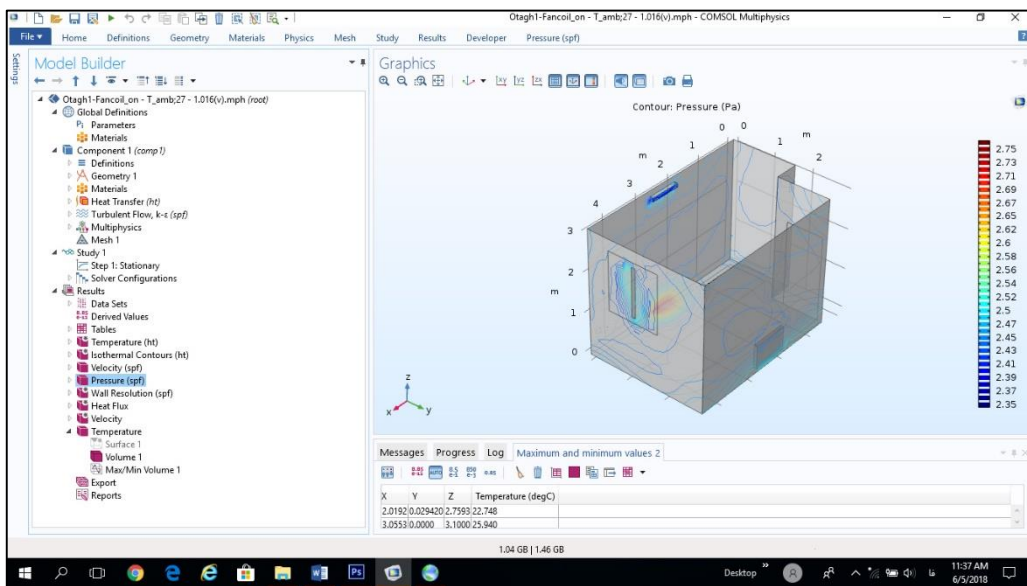 Otagh1-Fancoil_on - T_amb;27 - 1.016(v).mph - COMSOL Multiphysics
File Home Definitions Geometry Materials Physics Mesh Study Results Developer Pressure (spf)
Settings
Model Builder
Otagh1-Fancoil_on - T_amb;27 - 1.016(v).mph (root)
Global Definitions
Pi Parameters
Materials
Component 1 (comp1)
Definitions
Geometry 1
Materials
Heat Transfer (ht)
Turbulent Flow, k-ε (spf)
Multiphysics
Mesh 1
Study 1
Step 1: Stationary
Solver Configurations
Results
Data Sets
Derived Values
Tables
Temperature (ht)
Isothermal Contours (ht)
Velocity (spf)
Pressure (spf)
Wall Resolution (spf)
Heat Flux
Velocity
Temperature
Surface 1
Volume 1
Max/Min Volume 1
Export
Reports
Graphics
Contour: Pressure (Pa)
0 0
1 1
m
m 2 2
3
4
3
2
m
1
0
z
x y
2.75
2.73
2.71
2.69
2.67
2.65
2.62
2.6
2.58
2.56
2.54
2.52
2.5
2.47
2.45
2.43
2.41
2.39
2.37
2.35
Messages Progress Log Maximum and minimum values 2
X Y Z Temperature (degC)
2.0192 0.029420 2.7593 22.748
3.0553 0.0000 3.1000 25.940
1.04 GB | 1.46 GB
Desktop
11:37 AM
6/5/2018